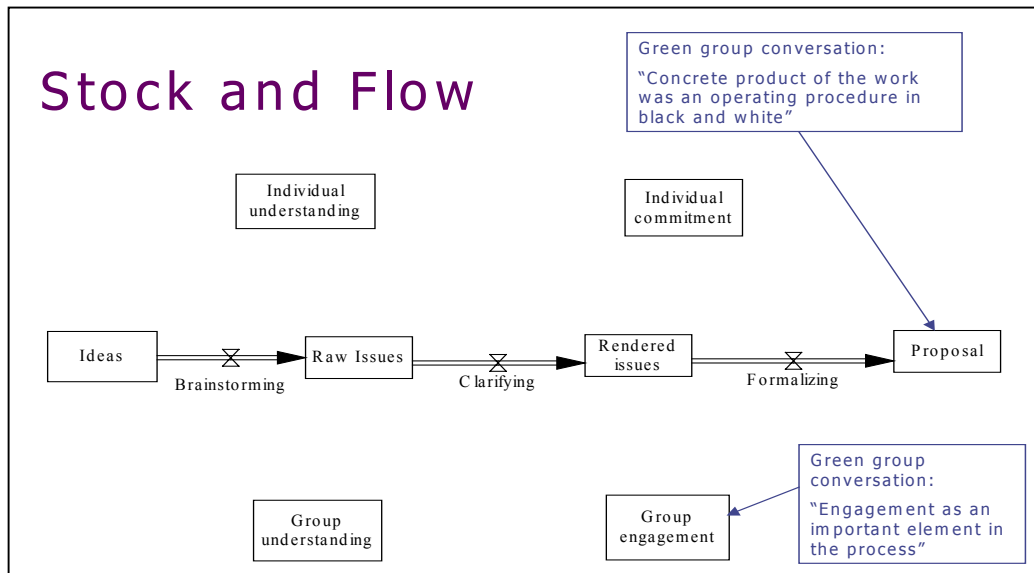 Stock and Flow
Green group conversation:
“Concrete product of the work
was an operating procedure in
black and white”
Individual
understanding
Individual
commitment
Ideas
Brainstorming
Raw Issues
Clarifying
Rendered
issues
Formalizing
Proposal
Group
understanding
Group
engagement
Green group
conversation:
“Engagement as an
important element in
the process”